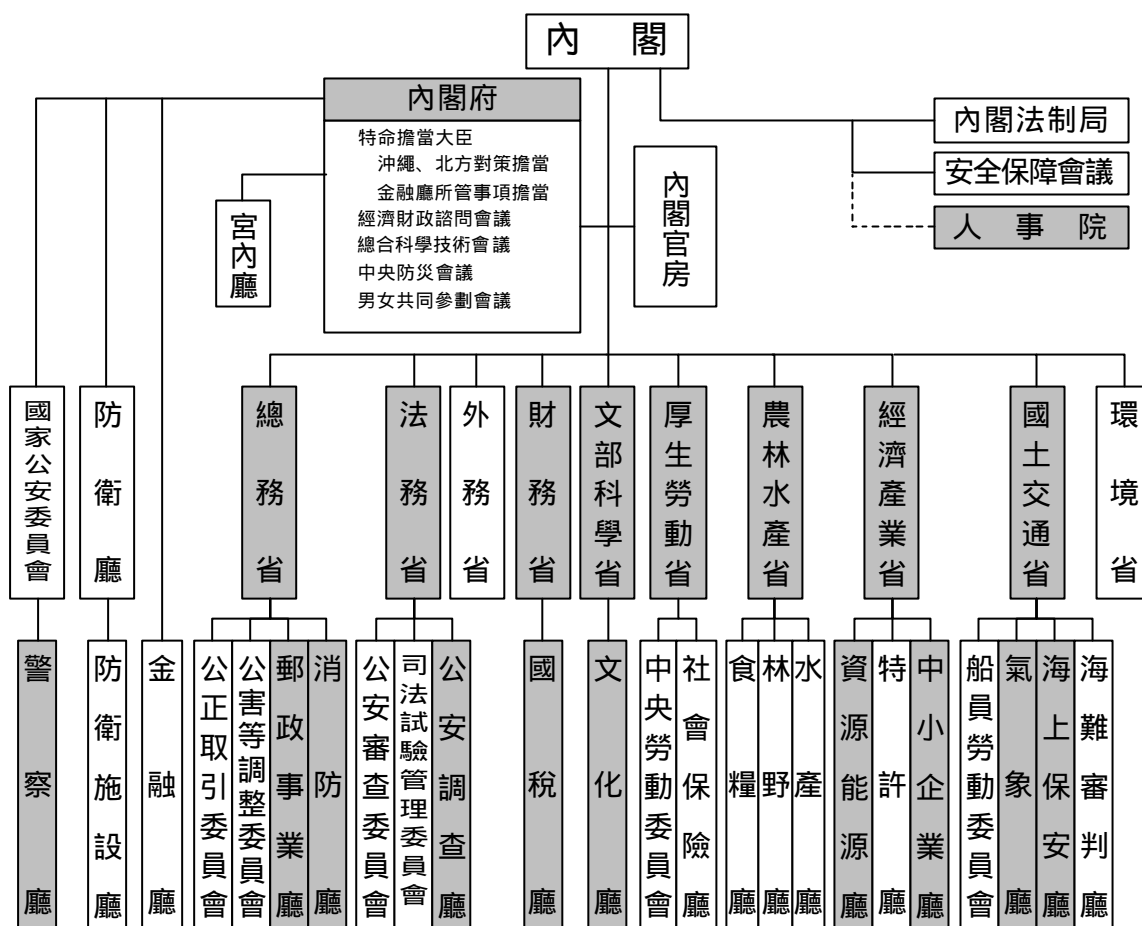 內閣
內閣府
特命擔當大臣
沖繩、北方對策擔當
金融廳所管事項擔當
經濟財政諮問會議
總合科學技術會議
中央防災會議
男女共同參劃會議
宮內廳
內閣官房
內閣法制局
安全保障會議
人事院
國家公安委員會
防衛廳
總務省
法務省
外務省
財務省
文部科學省
厚生勞動省
農林水產省
經濟產業省
國土交通省
環境省
警察廳
防衛施設廳
金融廳
公正取引委員會
公害等調整委員會
郵政事業廳
消防廳
公安審查委員會
司法試驗管理委員會
公安調查廳
國稅廳
文化廳
中央勞動委員會
社會保險廳
食糧廳
林野廳
水產廳
資源能源廳
特許廳
中小企業廳
船員勞動委員會
氣象廳
海上保安廳
海難審判廳